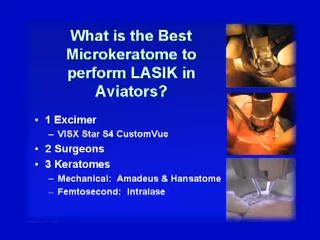 What is the Best
Microkeratome to
perform LASIK in
Aviators?
• 1 Excimer
– VISX Star S4 CustomVue
• 2 Surgeons
• 3 Keratomes
– Mechanical: Amadeus & Hansatome
– Femtosecond: Intralase